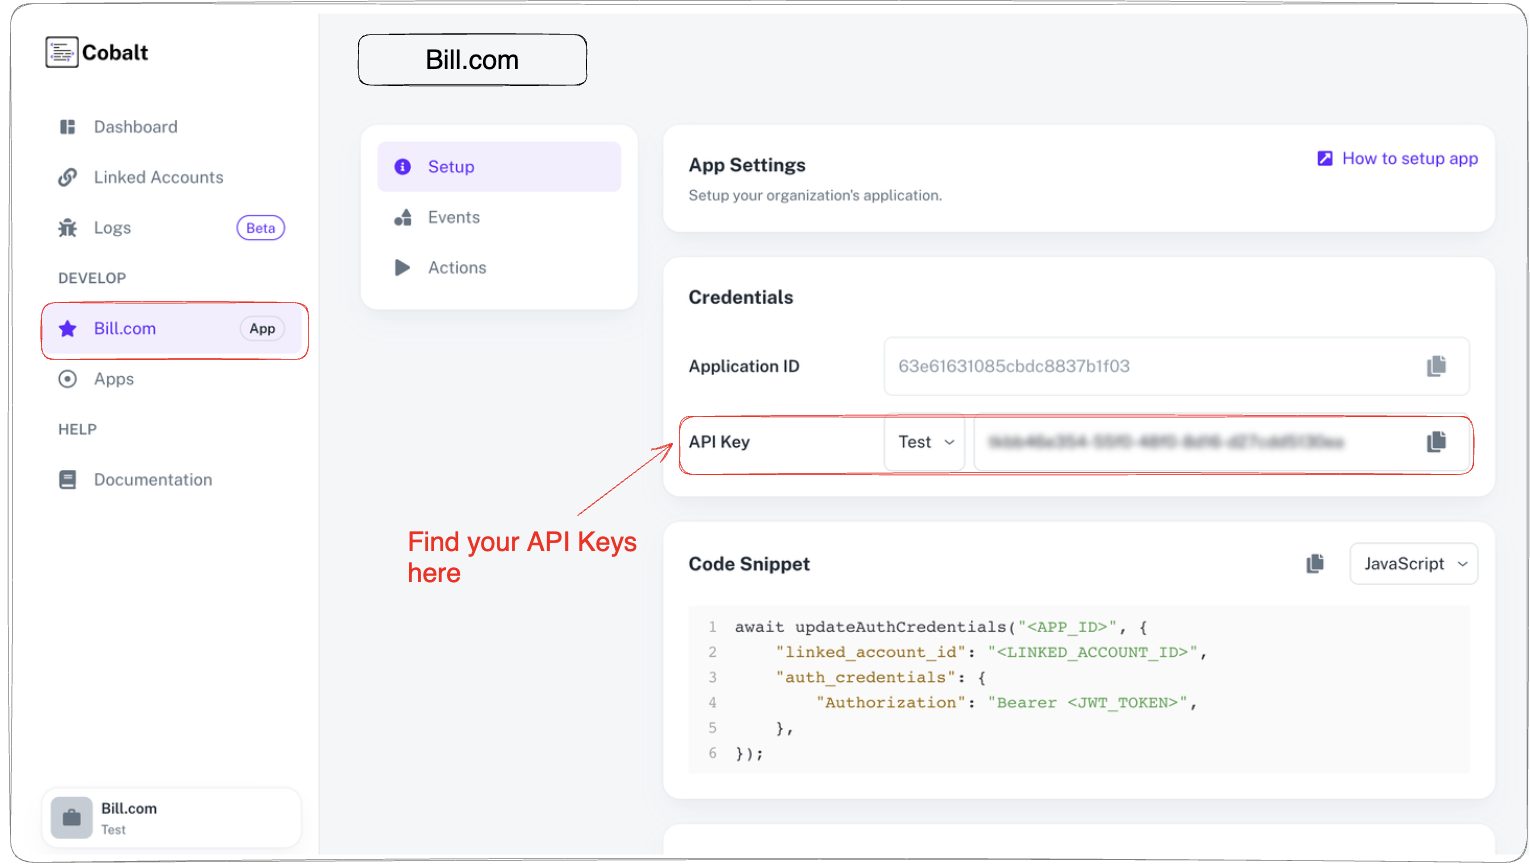 Cobalt
Dashboard
Linked Accounts
Logs
Beta
DEVELOP
Bill.com
App
Apps
HELP
Documentation
Bill.com
Test
Bill.com
Setup
Events
Actions
App Settings
How to setup app
Setup your organization's application.
Credentials
Application ID
63e61631085cbdc8837b1f03
API Key
Test
Find your API Keys
here
Code Snippet
JavaScript
1 await updateAuthCredentials("<APP_ID>", {
2 "linked_account_id": "<LINKED_ACCOUNT_ID>",
3 "auth_credentials": {
4 "Authorization": "Bearer <JWT_TOKEN>",
5 },
6 });